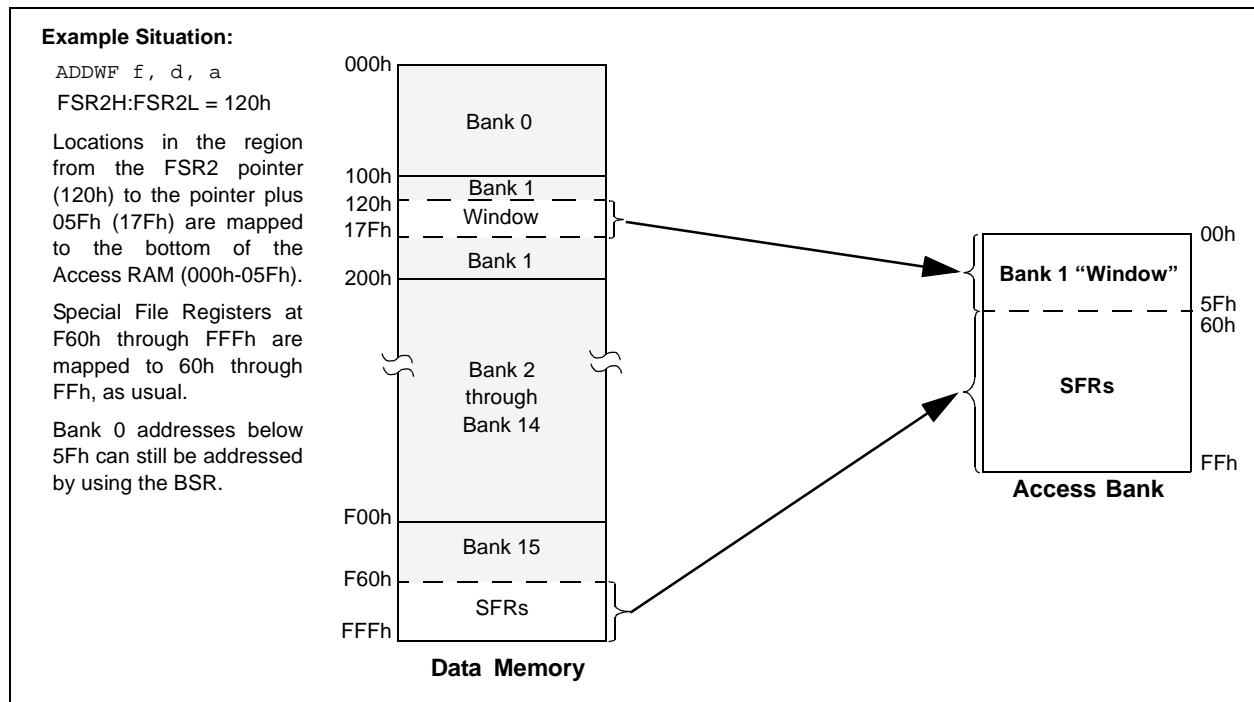 Example Situation:
ADDWF f, d, a
FSR2H:FSR2L = 120h
Locations in the region
from the FSR2 pointer
(120h) to the pointer plus
05Fh (17Fh) are mapped
to the bottom of the
Access RAM (000h-05Fh).
Special File Registers at
F60h through FFFh are
mapped to 60h through
FFh, as usual.
Bank 0 addresses below
5Fh can still be addressed
by using the BSR.
000h
Bank 0
100h
Bank 1
120h
Window
17Fh
Bank 1
200h
Bank 2
through
Bank 14
F00h
Bank 15
F60h
SFRs
FFFh
Data Memory
00h
Bank 1 “Window”
5Fh
60h
SFRs
FFh
Access Bank